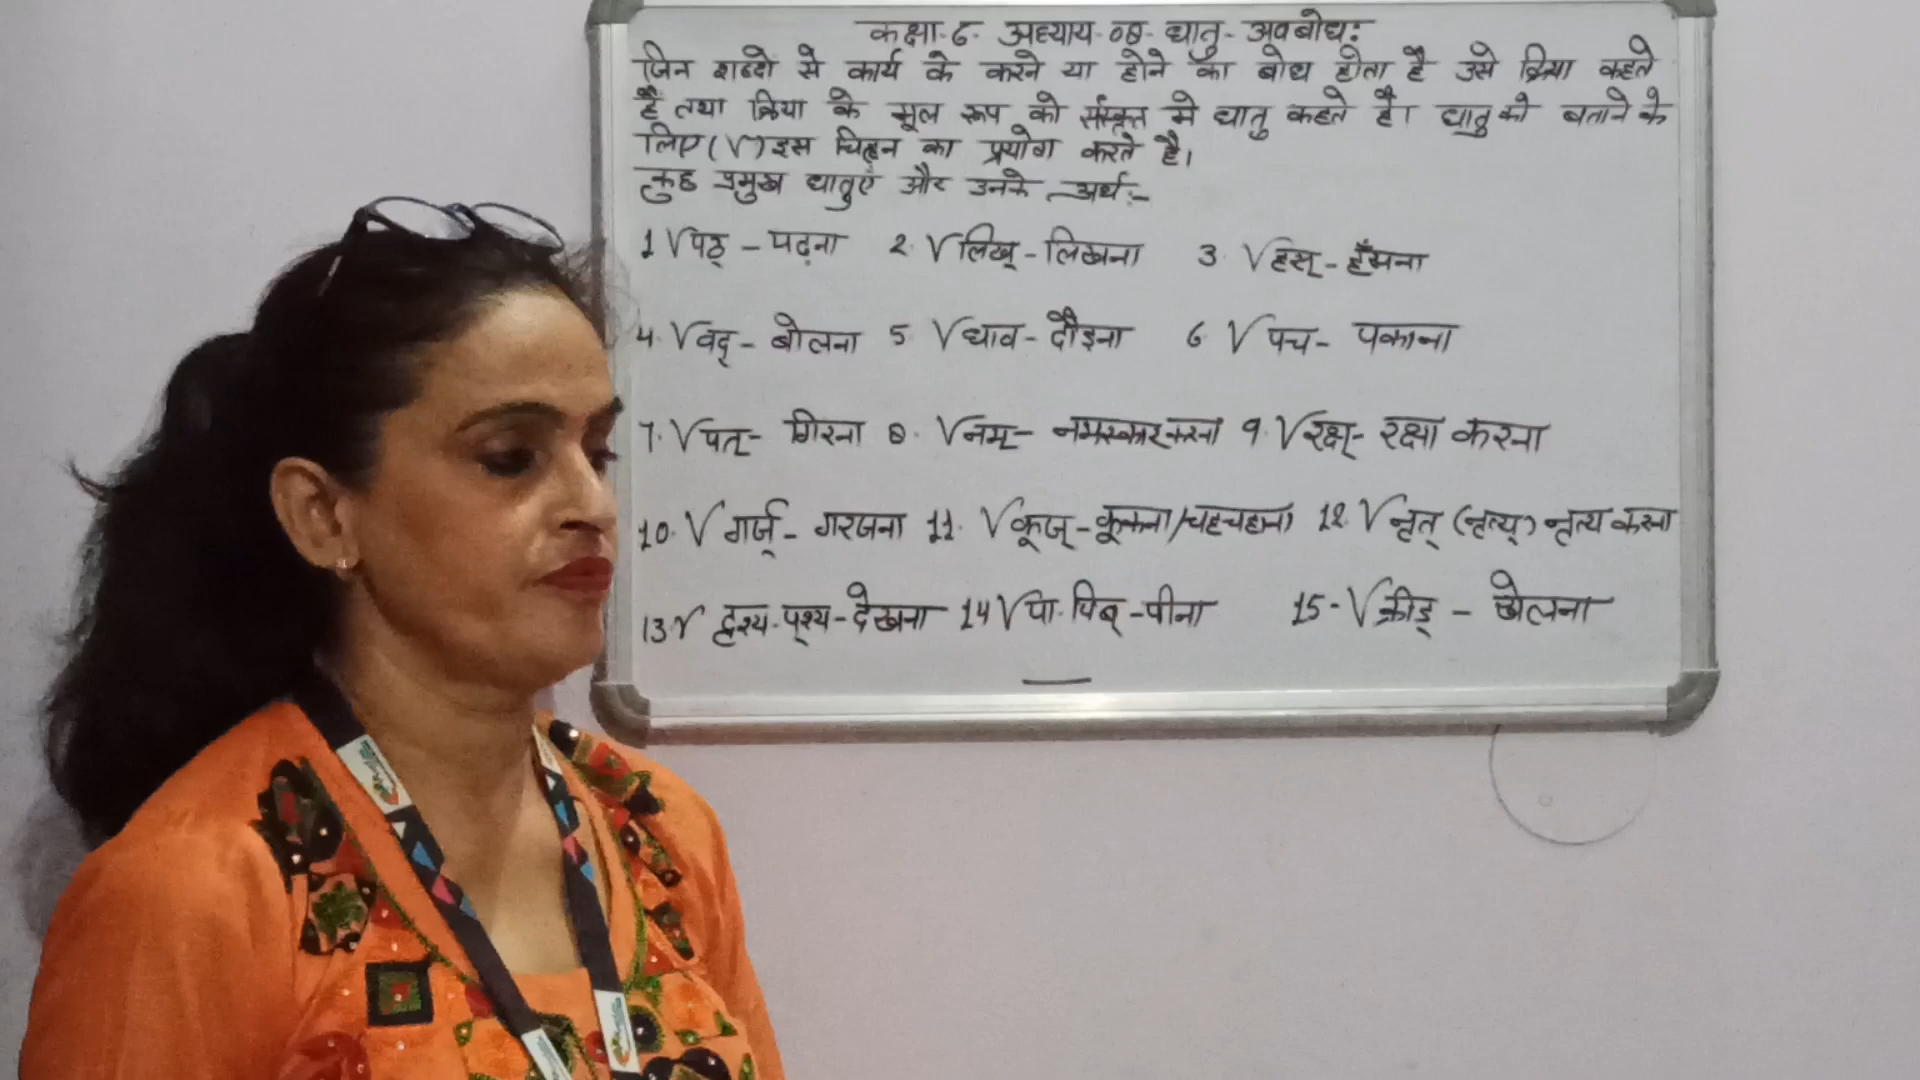 कक्षा-८- अध्याय-०8- धातु- अवबोध:
जिन शब्दो से कार्य के करने या होने का बोध होता है उसे क्रिया कहते
है तथा क्रिया के मूल रूप को संस्कृत मे धातु कहते है। धातु को बताने के
लिए (√) इस चिह्न का प्रयोग करते है।
कुछ प्रमुख धातुएँ और उनके अर्थ:-
1 √पठ् - पढ़ना 2. √लिख् - लिखना 3. √हस् - हँसना
4. √वद् - बोलना 5 √धाव - दौड़ना 6 √पच - पकाना
7. √पत् - गिरना 8. √नम् - नमस्कार करना 9. √रक्ष् - रक्षा करना
10. √गर्ज् - गरजना 11. √कूज् - कूकना/चहचहाना 12. √नृत् (नृत्य्) नृत्य करना
13 √ दृश्य-पश्य - देखना 14 √पा-पिब् - पीना 15- √क्रीड् - खेलना